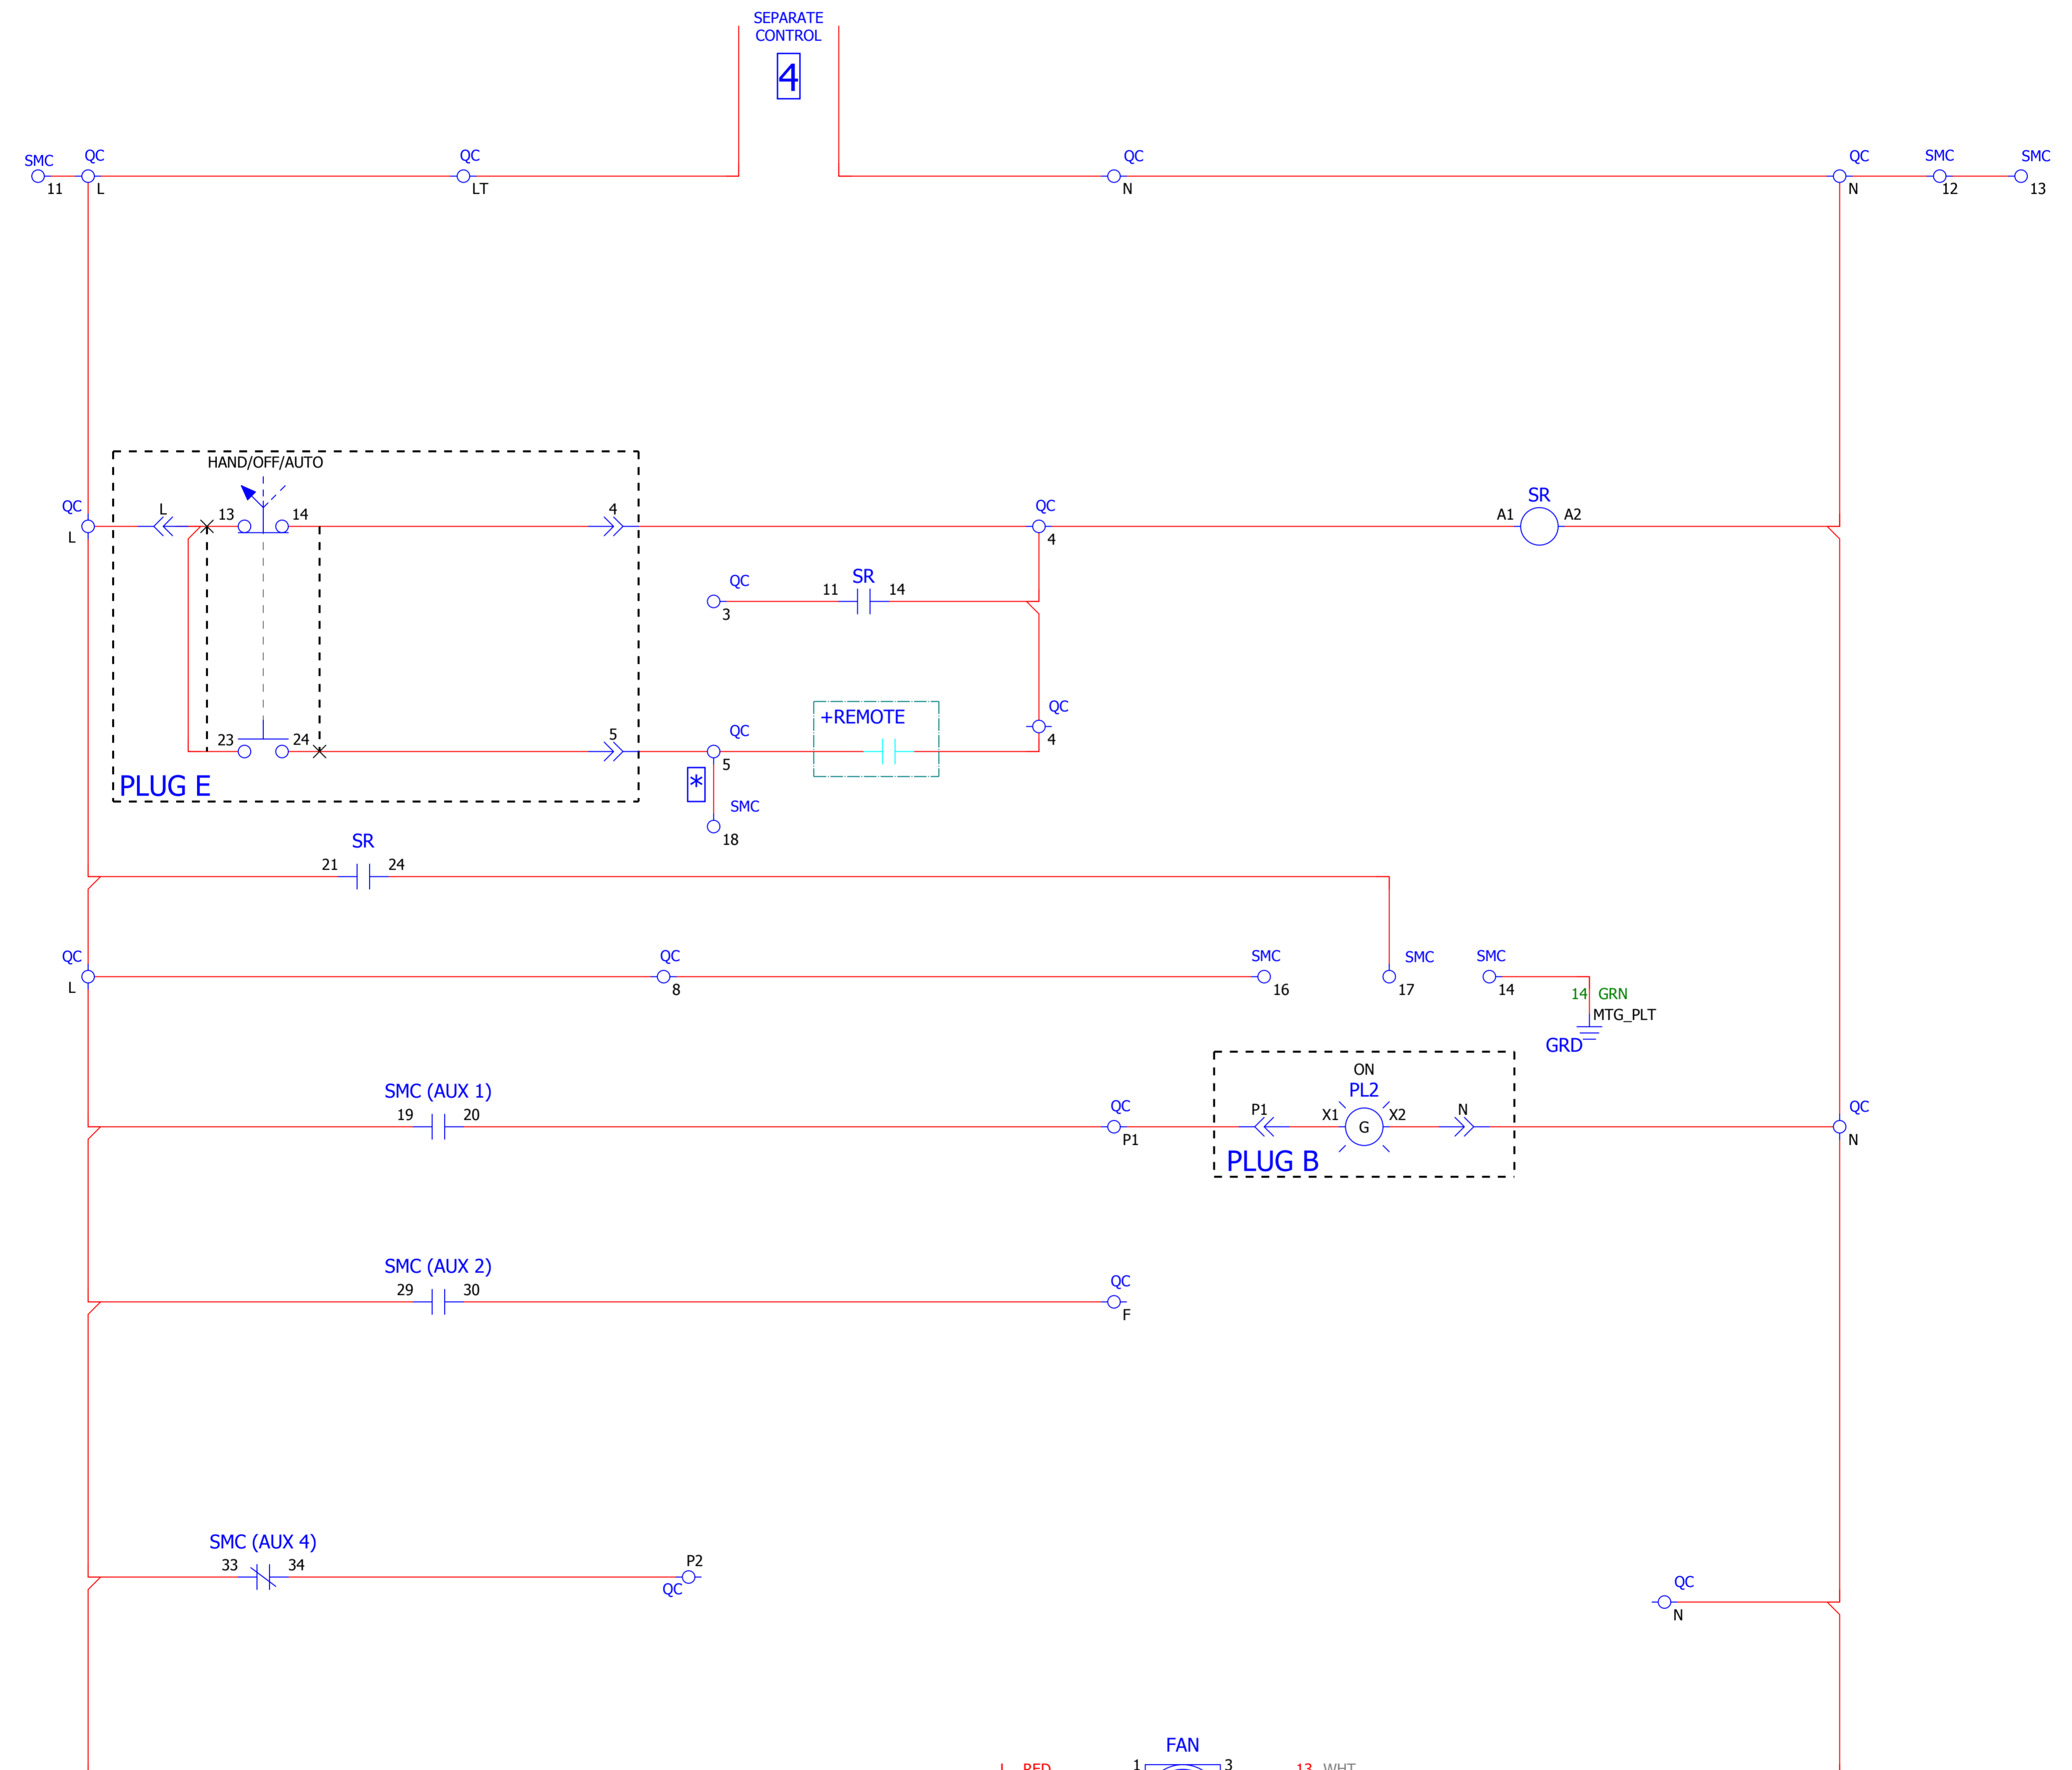 SEPARATE
CONTROL
4
SMC
11
QC
L
QC
LT
QC
N
QC
N
SMC
12
SMC
13
HAND/OFF/AUTO
QC
L
L
13
14
4
QC
4
SR
A1
A2
QC
3
SR
11
14
23
24
5
PLUG E
QC
5
*
SMC
18
+REMOTE
QC
4
SR
21
24
QC
L
QC
8
SMC
16
SMC
17
SMC
14
14 GRN
MTG_PLT
GRD
SMC (AUX 1)
19
20
QC
P1
ON
PL2
P1
X1
G
X2
N
PLUG B
QC
N
SMC (AUX 2)
29
30
QC
F
SMC (AUX 4)
33
34
P2
QC
QC
N
FAN
L RED
1
3
13 WHT